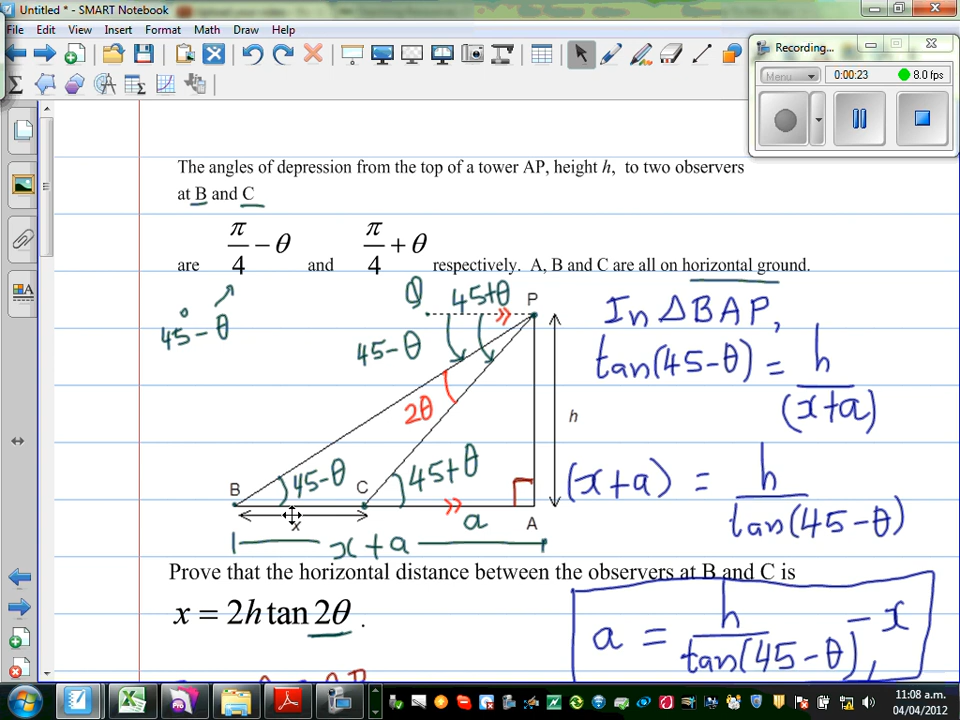 Untitled * - SMART Notebook
File Edit View Insert Format Math Draw Help
Recording...
Menu 0:00:23 8.0 fps
The angles of depression from the top of a tower AP, height h, to two observers
at B and C
are π/4 − θ and π/4 + θ respectively. A, B and C are all on horizontal ground.
45° − θ
Q 45+θ P
45−θ
2θ
h
B 45−θ C 45+θ
x a A
x + a
In △BAP,
tan(45−θ) = h/(x+a)
(x+a) = h/tan(45−θ)
Prove that the horizontal distance between the observers at B and C is
x = 2h tan 2θ .
a = h/tan(45−θ) − x
11:08 a.m.
04/04/2012